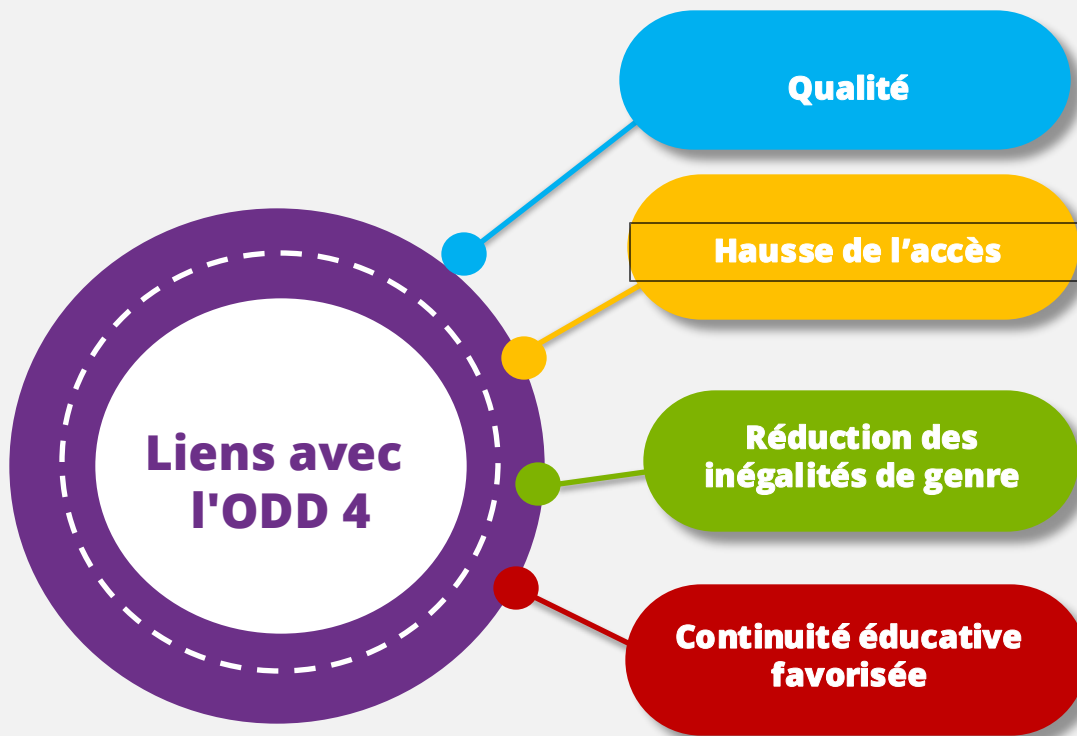 Qualité
Hausse de l’accès
Réduction des
inégalités de genre
Liens avec
l'ODD 4
Continuité éducative
favorisée